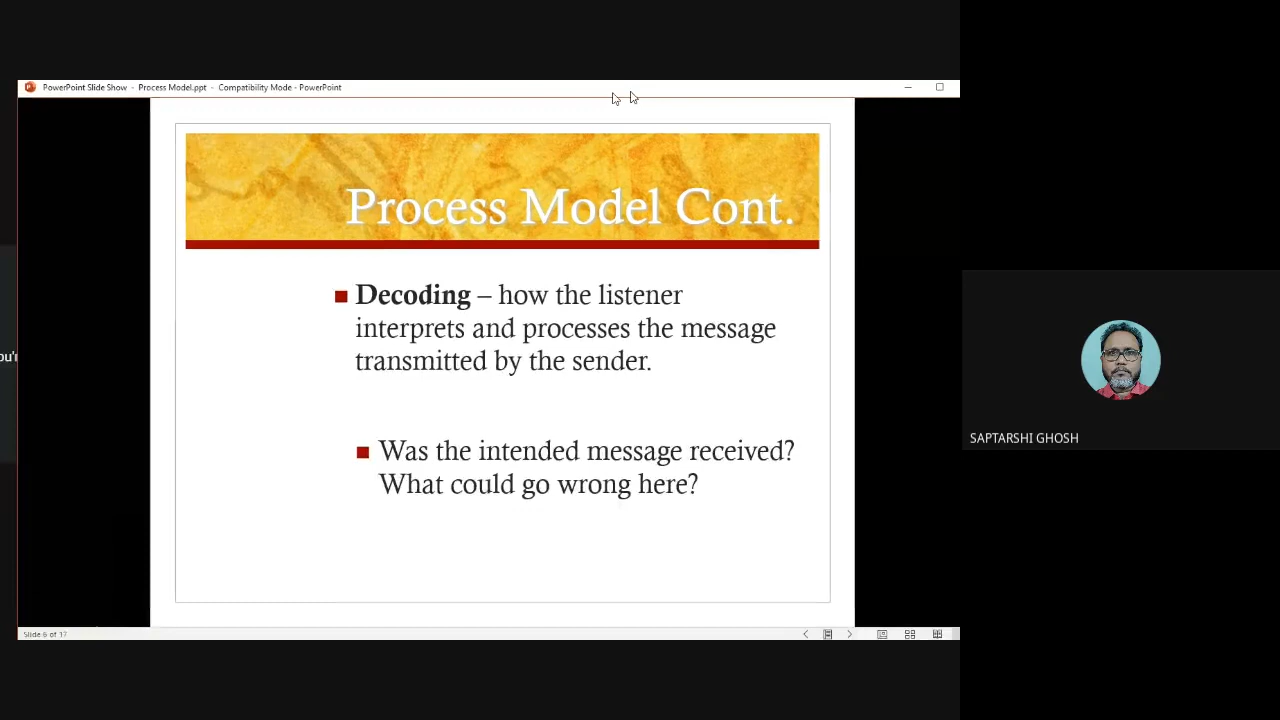 PowerPoint Slide Show - Process Model.ppt - Compatibility Mode - PowerPoint
Process Model Cont.
Decoding – how the listener
interprets and processes the message
transmitted by the sender.
Was the intended message received?
What could go wrong here?
ou'r
SAPTARSHI GHOSH
Slide 6 of 17